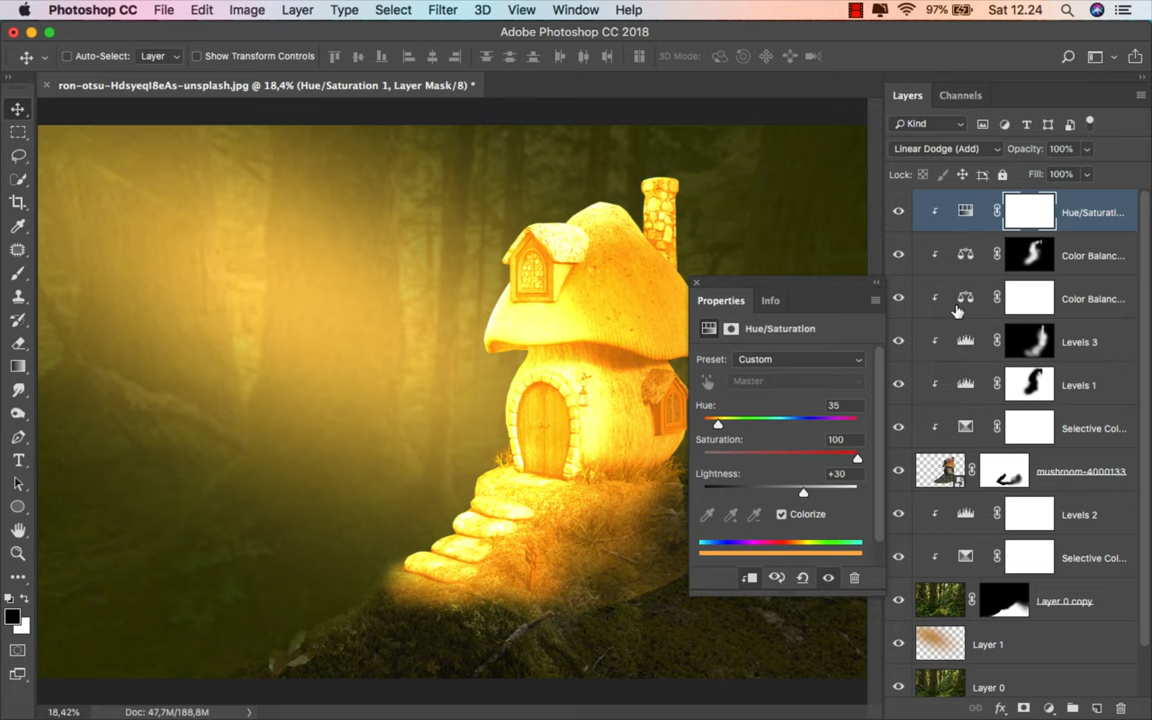 Photoshop CC File Edit Image Layer Type Select Filter 3D View Window Help 97% Sat 12.24
Adobe Photoshop CC 2018
Auto-Select: Layer Show Transform Controls 3D Mode:
ron-otsu-HdsyeqI8eAs-unsplash.jpg @ 18,4% (Hue/Saturation 1, Layer Mask/8) *
Layers Channels
Kind
Linear Dodge (Add) Opacity: 100%
Lock: Fill: 100%
Hue/Saturati...
Color Balanc...
Color Balanc...
Levels 3
Levels 1
Selective Col...
mushroom-4000133
Levels 2
Selective Col...
Layer 0 copy
Layer 1
Layer 0
Properties Info
Hue/Saturation
Preset: Custom
Master
Hue: 35
Saturation: 100
Lightness: +30
Colorize
18,42% Doc: 47,7M/188,8M